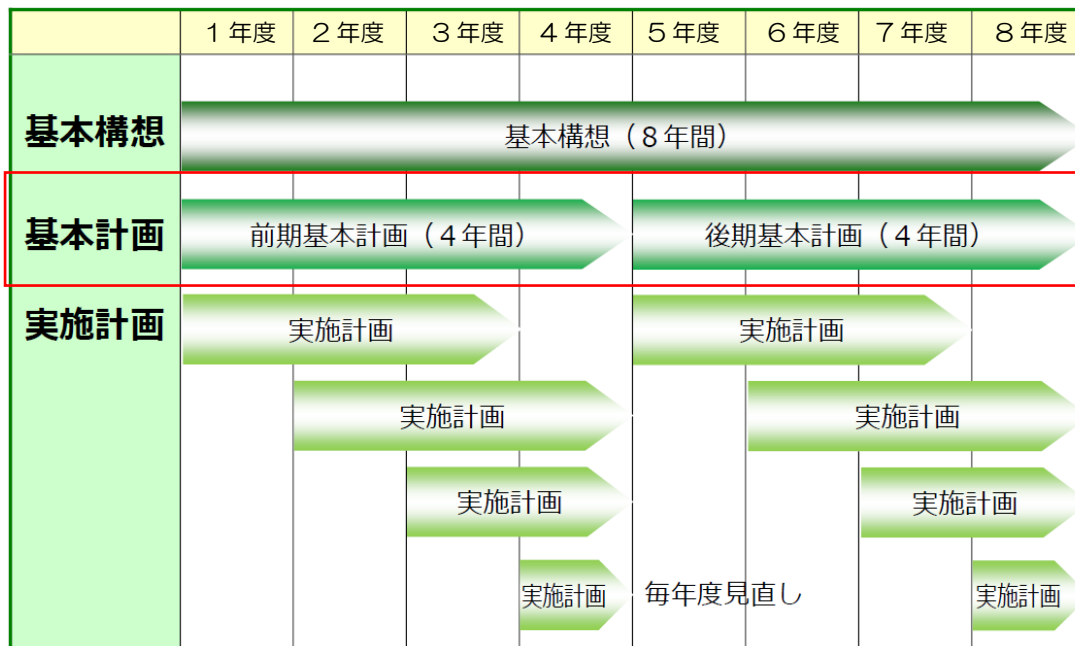 １年度 ２年度 ３年度 ４年度 ５年度 ６年度 ７年度 ８年度
基本構想 基本構想（８年間）
基本計画 前期基本計画（４年間） 後期基本計画（４年間）
実施計画 実施計画 実施計画
実施計画 実施計画
実施計画 実施計画
実施計画 毎年度見直し 実施計画